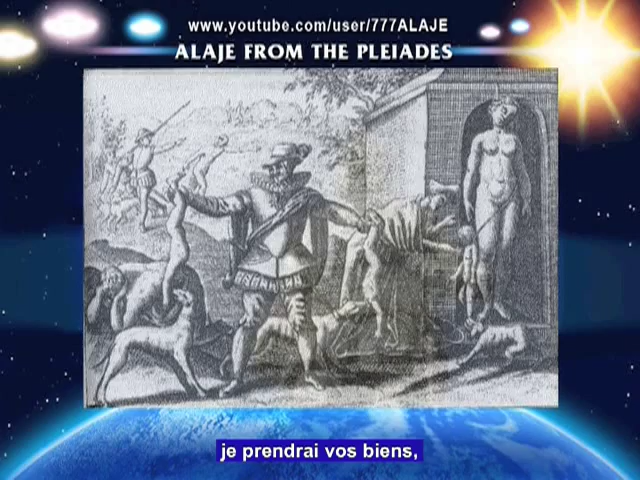 www.youtube.com/user/777ALAJE
ALAJE FROM THE PLEIADES
je prendrai vos biens,